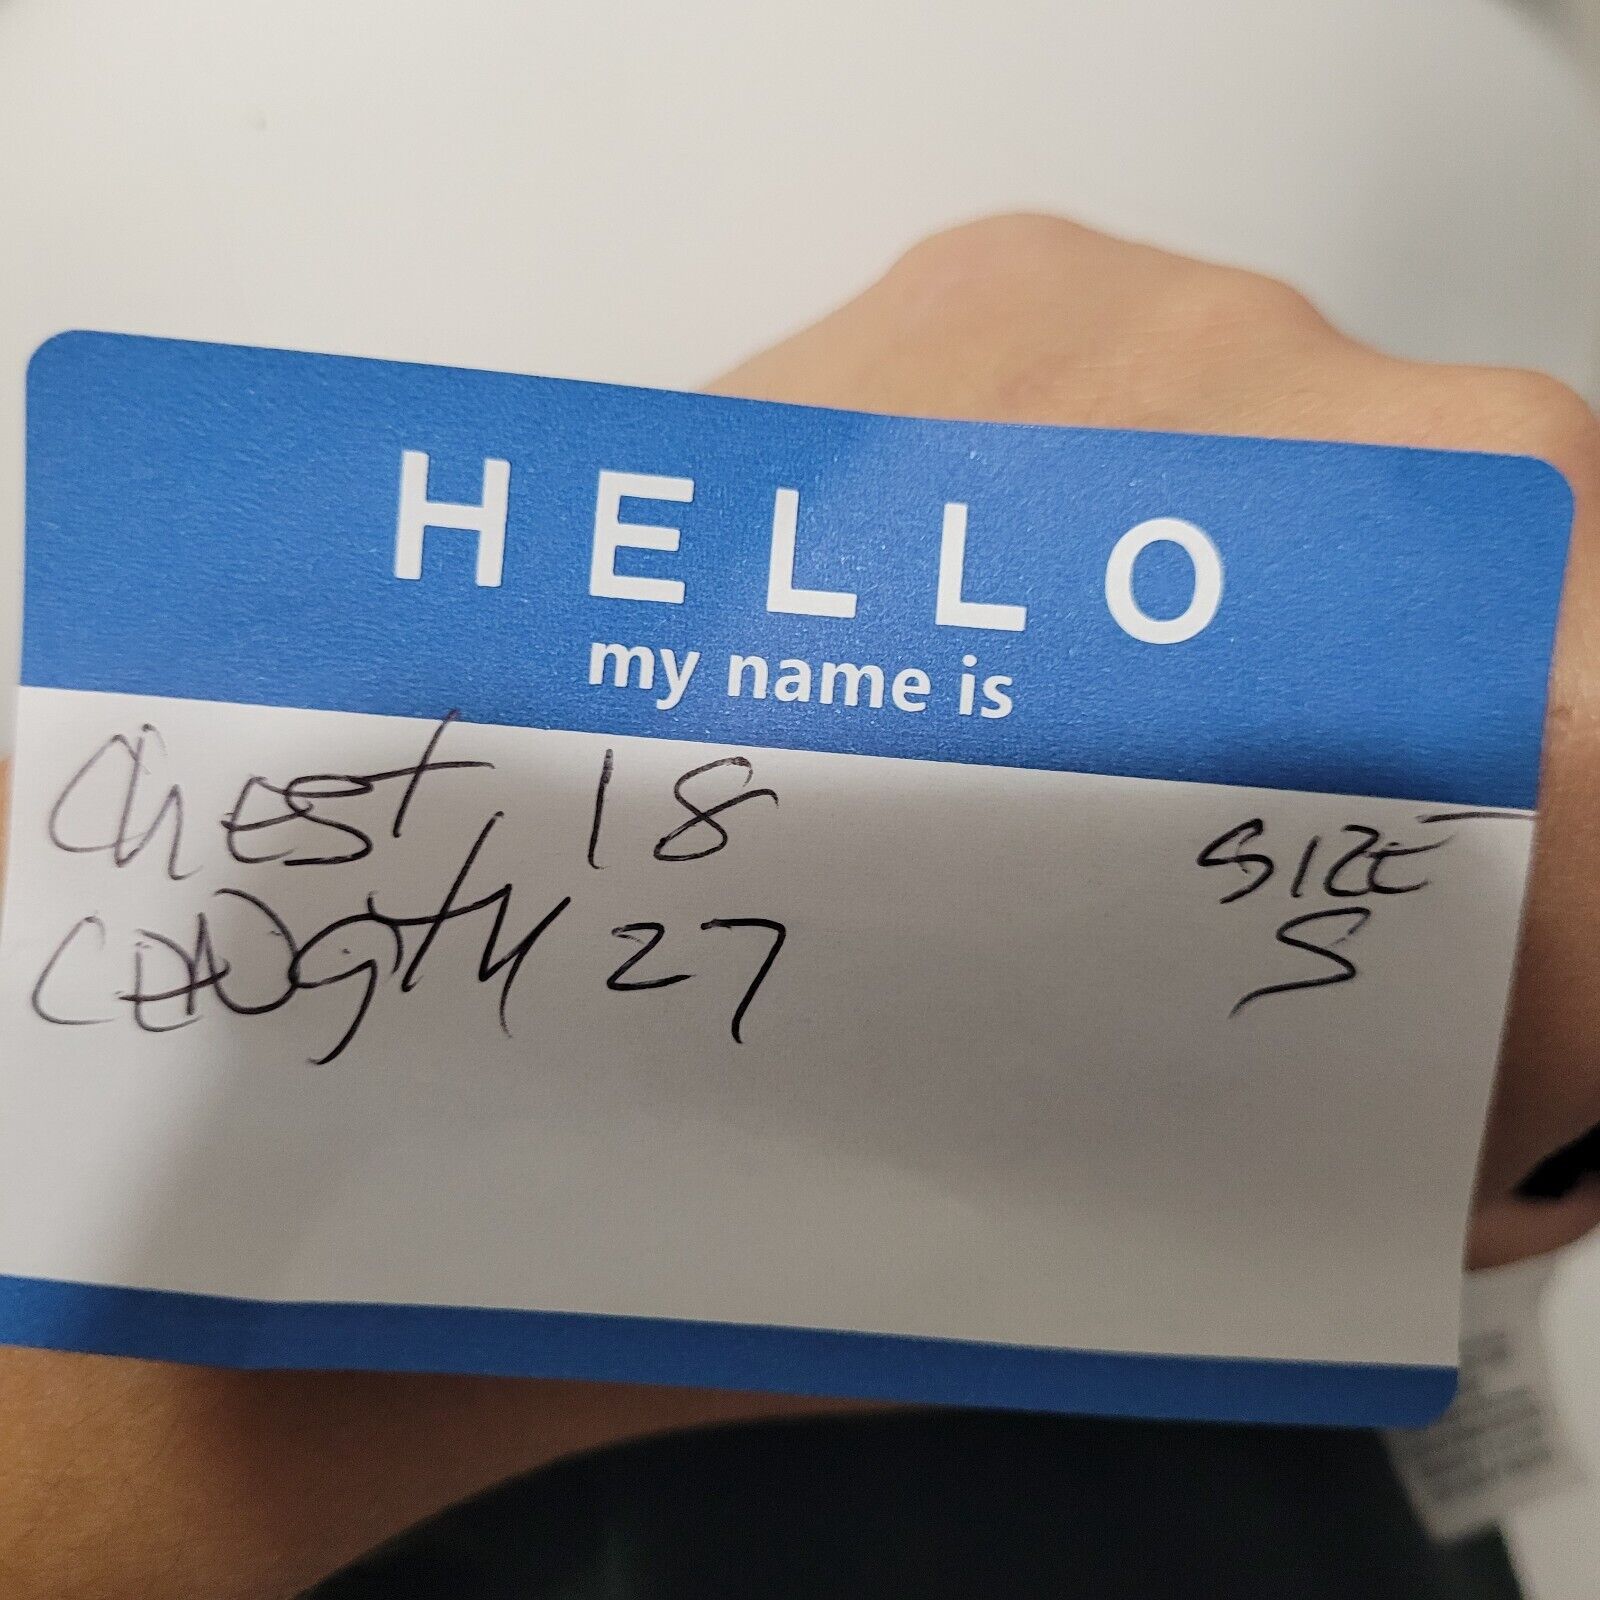 HELLO
my name is
Chest 18
LENgtH 27
SIZE
S